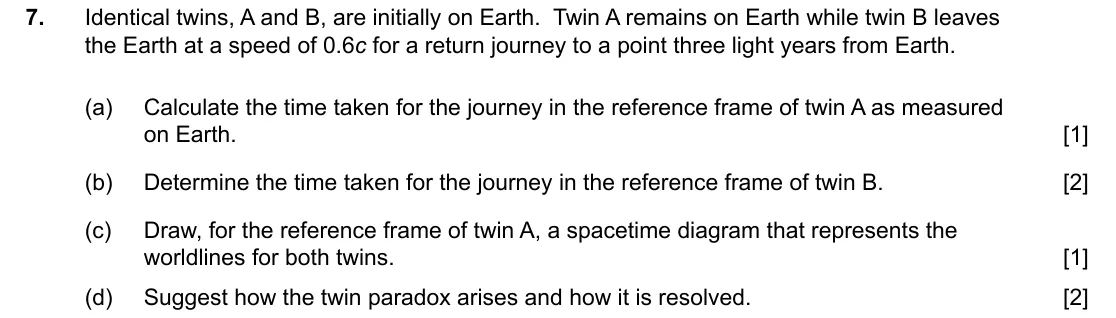 7. Identical twins, A and B, are initially on Earth. Twin A remains on Earth while twin B leaves
the Earth at a speed of 0.6c for a return journey to a point three light years from Earth.
(a) Calculate the time taken for the journey in the reference frame of twin A as measured
on Earth. [1]
(b) Determine the time taken for the journey in the reference frame of twin B. [2]
(c) Draw, for the reference frame of twin A, a spacetime diagram that represents the
worldlines for both twins. [1]
(d) Suggest how the twin paradox arises and how it is resolved. [2]